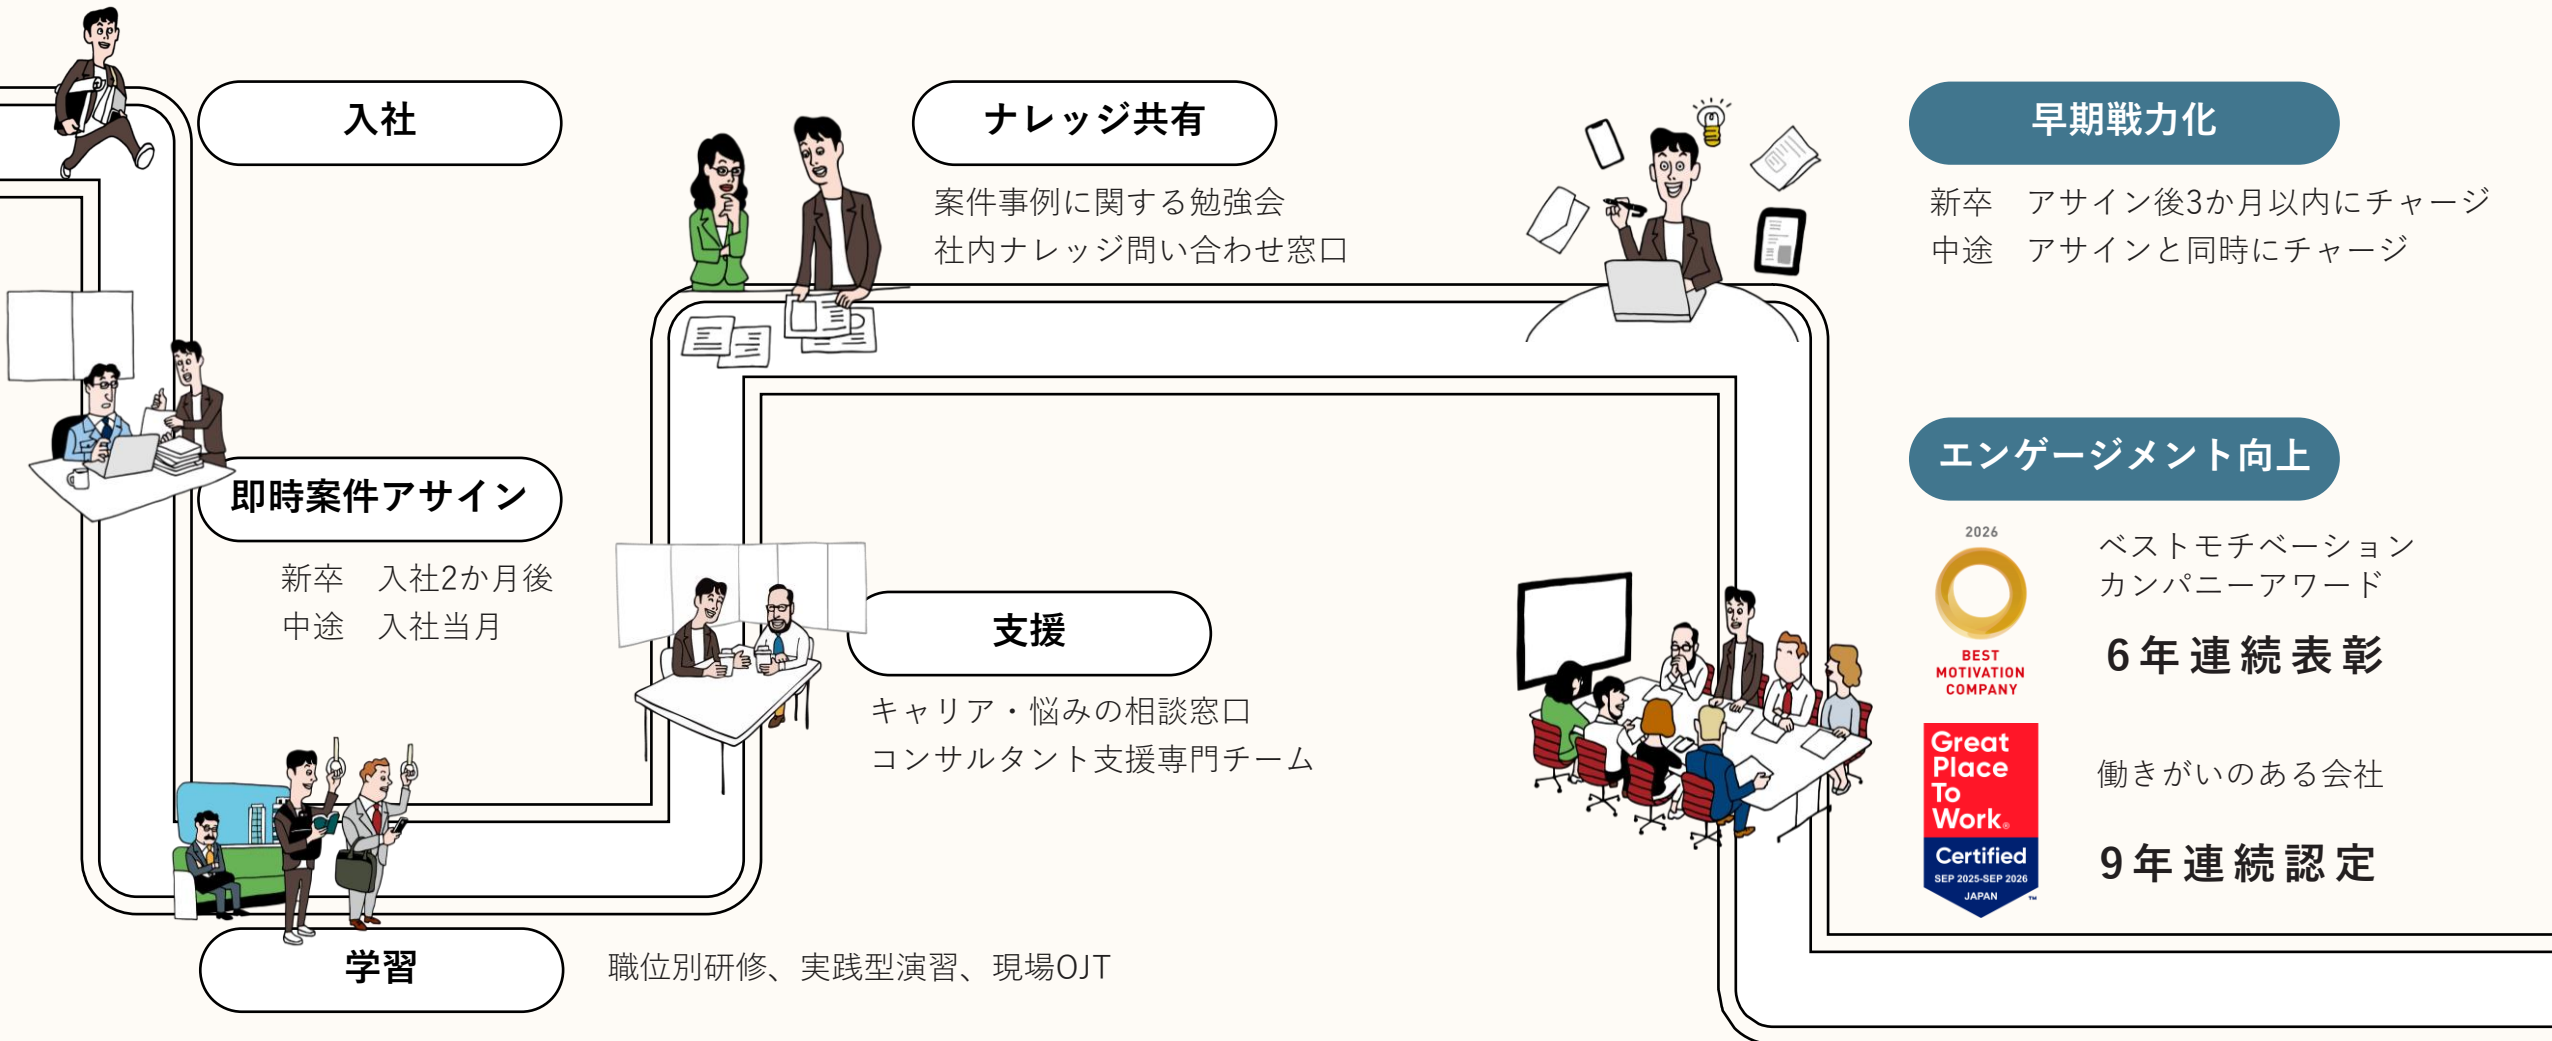 入社
即時案件アサイン
新卒　入社2か月後
中途　入社当月
学習
職位別研修、実践型演習、現場OJT
支援
キャリア・悩みの相談窓口
コンサルタント支援専門チーム
ナレッジ共有
案件事例に関する勉強会
社内ナレッジ問い合わせ窓口
早期戦力化
新卒　アサイン後3か月以内にチャージ
中途　アサインと同時にチャージ
エンゲージメント向上
2026
BEST
MOTIVATION
COMPANY
ベストモチベーション
カンパニーアワード
6年連続表彰
Great
Place
To
Work®
Certified
SEP 2025-SEP 2026
JAPAN
™
働きがいのある会社
9年連続認定